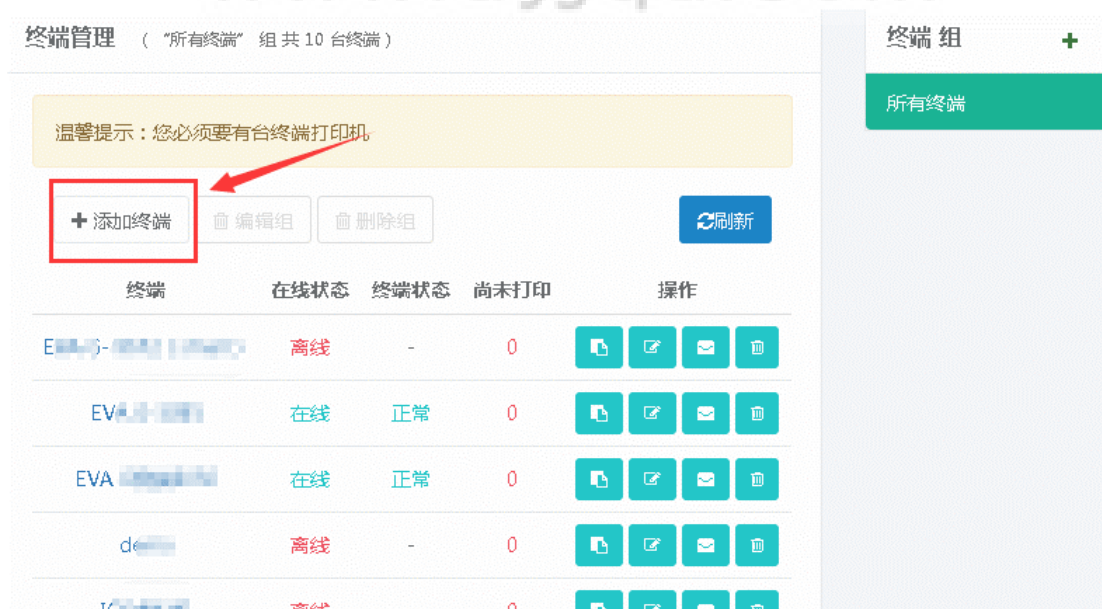 终端管理 （ “所有终端” 组 共 10 台终端 )
终端 组
所有终端
温馨提示：您必须要有台终端打印机。
添加终端 编辑组 删除组 刷新
终端 在线状态 终端状态 尚未打印 操作
离线 - 0
在线 正常 0
EVA 在线 正常 0
离线 - 0
离线 0